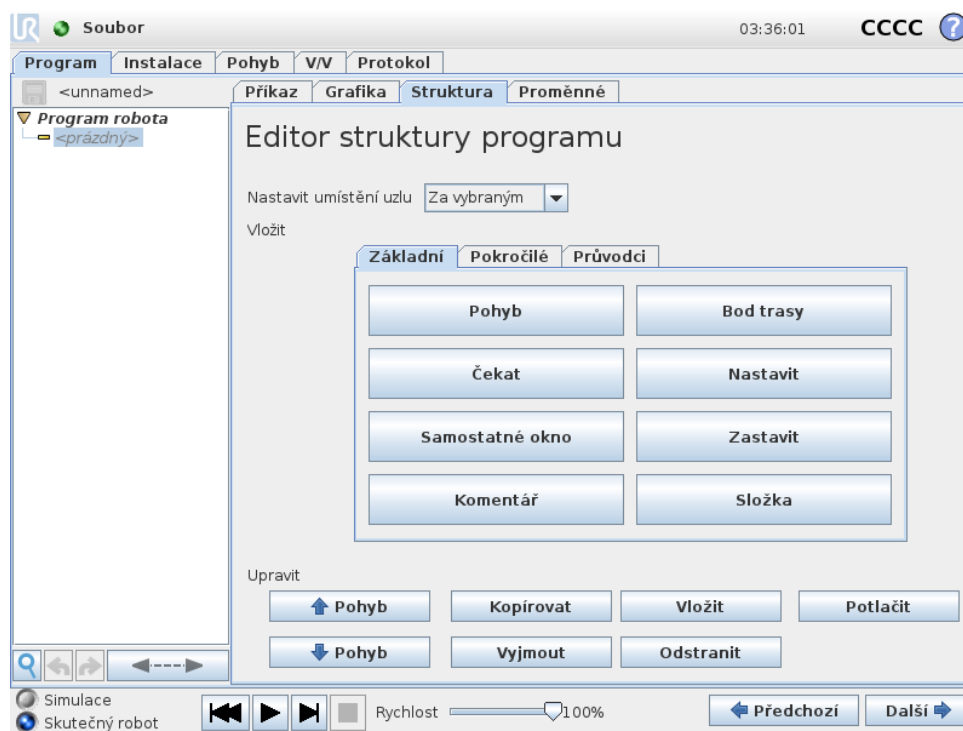 UR Soubor 03:36:01 CCCC ?
Program Instalace Pohyb V/V Protokol
<unnamed> Příkaz Grafika Struktura Proměnné
Program robota
<prázdný>
Editor struktury programu
Nastavit umístění uzlu Za vybraným
Vložit
Základní Pokročilé Průvodci
Pohyb Bod trasy
Čekat Nastavit
Samostatné okno Zastavit
Komentář Složka
Upravit
Pohyb Kopírovat Vložit Potlačit
Pohyb Vyjmout Odstranit
Simulace
Skutečný robot
Rychlost 100% Předchozí Další